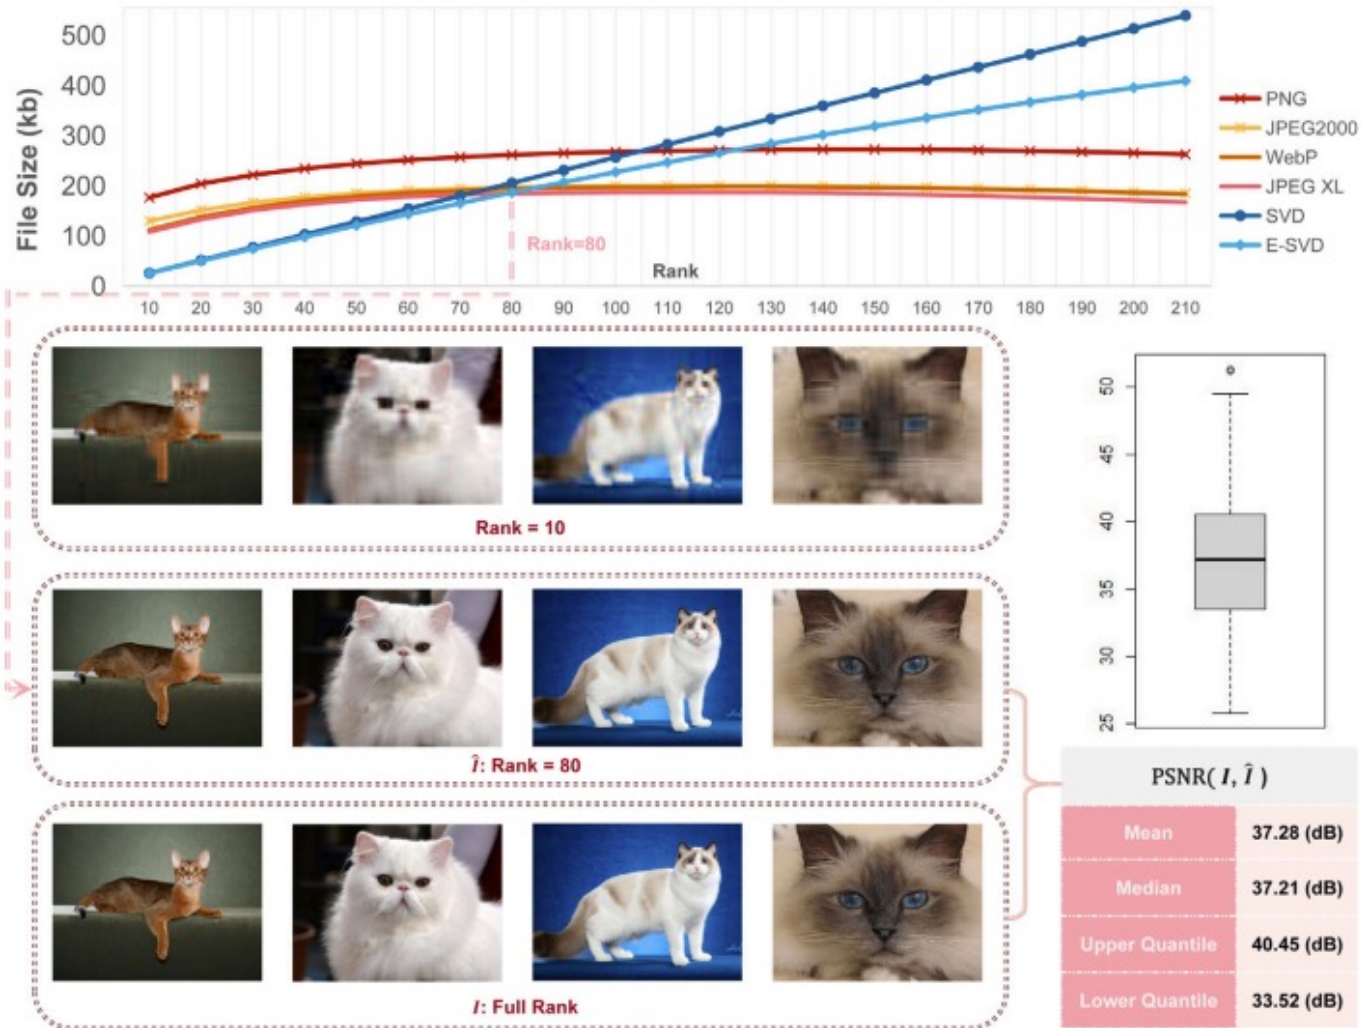 File Size (kb)
500
400
300
200
100
0
10 20 30 40 50 60 70 80 90 100 110 120 130 140 150 160 170 180 190 200 210
Rank
Rank=80
PNG
JPEG2000
WebP
JPEG XL
SVD
E-SVD
Rank = 10
Î: Rank = 80
I: Full Rank
50
45
40
35
30
25
PSNR( I, Î )
Mean 37.28 (dB)
Median 37.21 (dB)
Upper Quantile 40.45 (dB)
Lower Quantile 33.52 (dB)